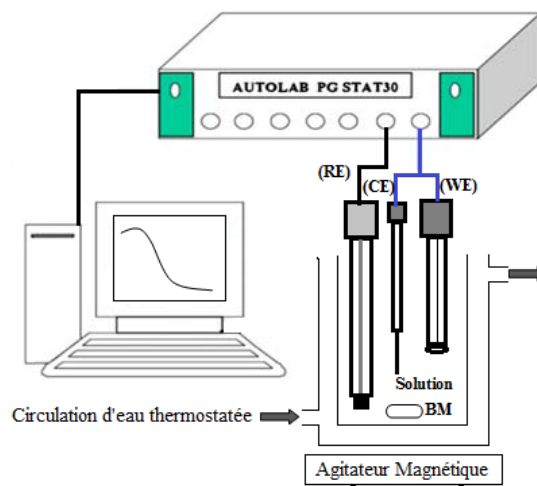 AUTOLAB PG STAT30
(RE)
(CE)
(WE)
Solution
BM
Circulation d'eau thermostatée
Agitateur Magnétique